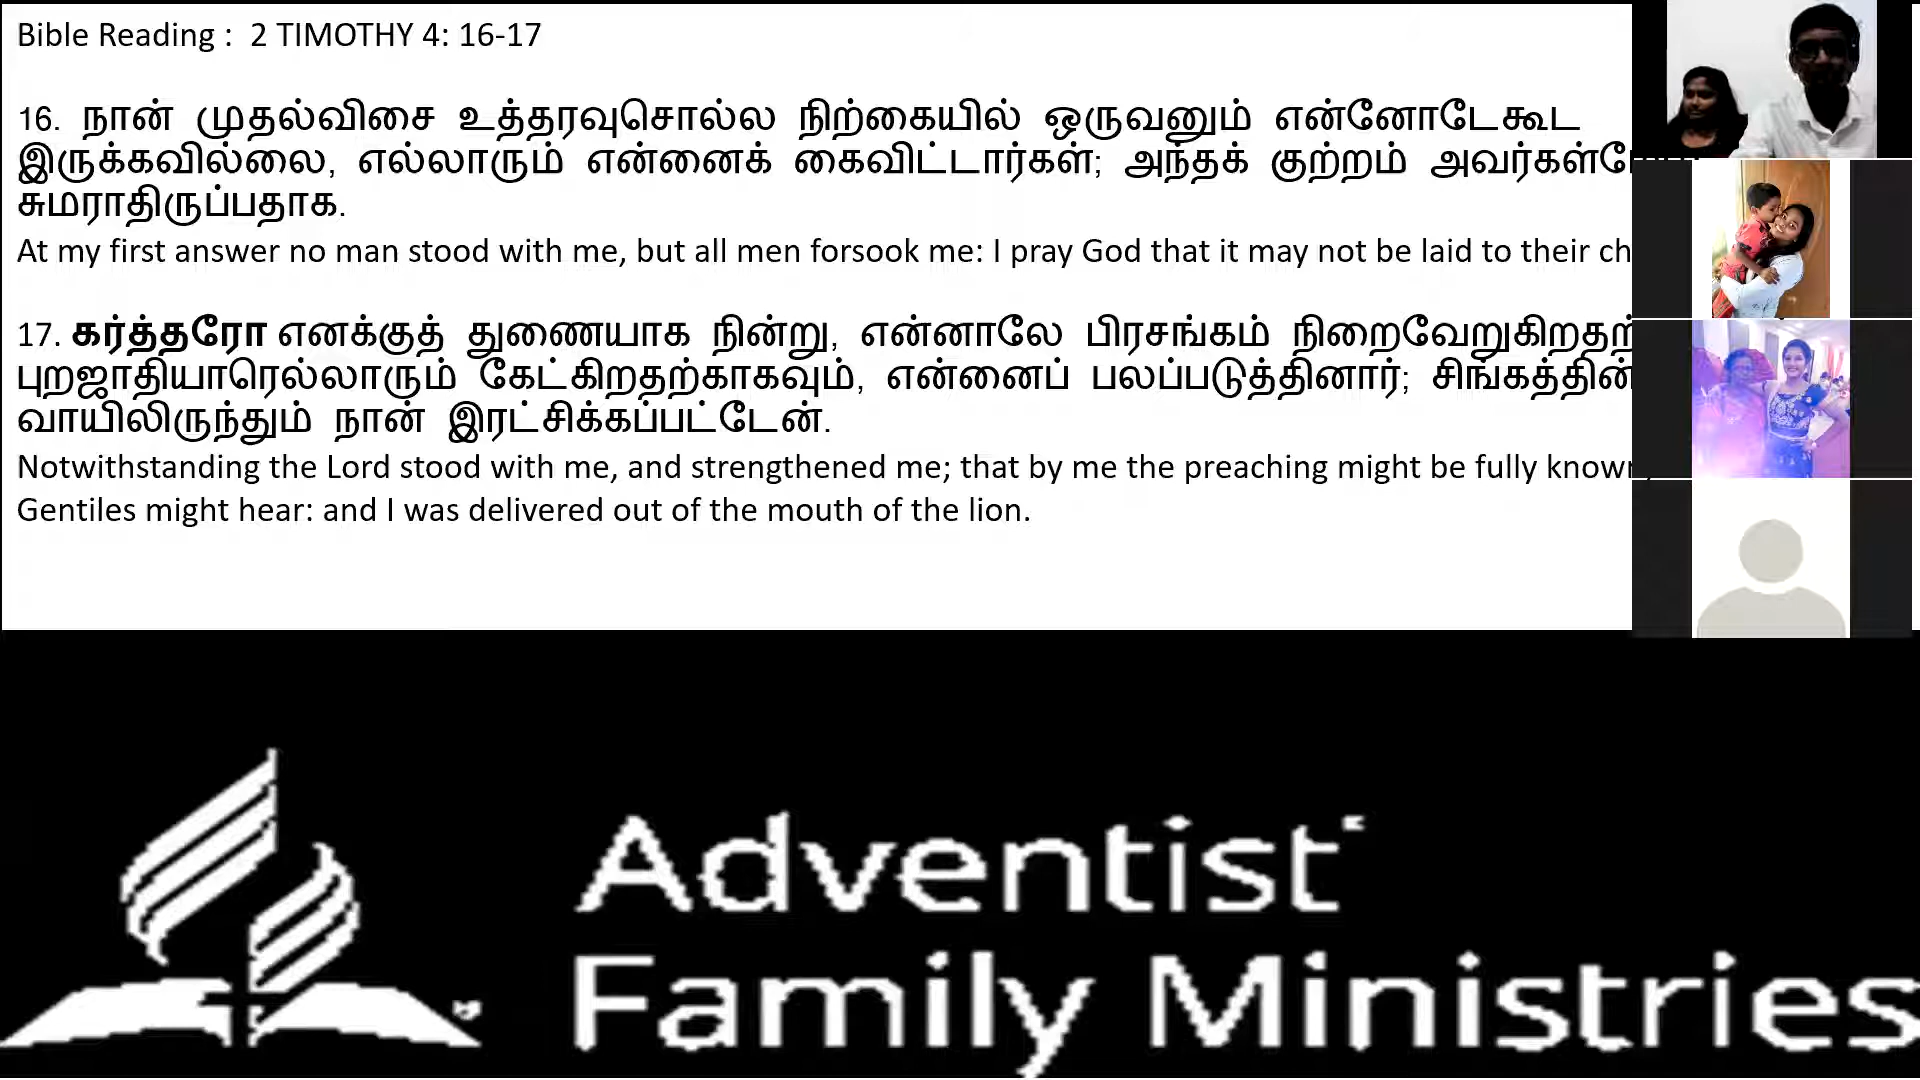 Bible Reading : 2 TIMOTHY 4: 16-17
16. நான் முதல்விசை உத்தரவுசொல்ல நிற்கையில் ஒருவனும் என்னோடேகூட
இருக்கவில்லை, எல்லாரும் என்னைக் கைவிட்டார்கள்; அந்தக் குற்றம்
சுமராதிருப்பதாக.
At my first answer no man stood with me, but all men forsook me: I pray God that it may not be laid to their
17. கர்த்தரோ எனக்குத் துணையாக நின்று, என்னாலே பிரசங்கம்
புறஜாதியாரெல்லாரும் கேட்கிறதற்காகவும், என்னைப் பலப்படுத்தினார்; சிங்கத்தின்
வாயிலிருந்தும் நான் இரட்சிக்கப்பட்டேன்.
Notwithstanding the Lord stood with me, and strengthened me; that by me the preaching might be fully known,
Gentiles might hear: and I was delivered out of the mouth of the lion.
Adventist
Family Ministries